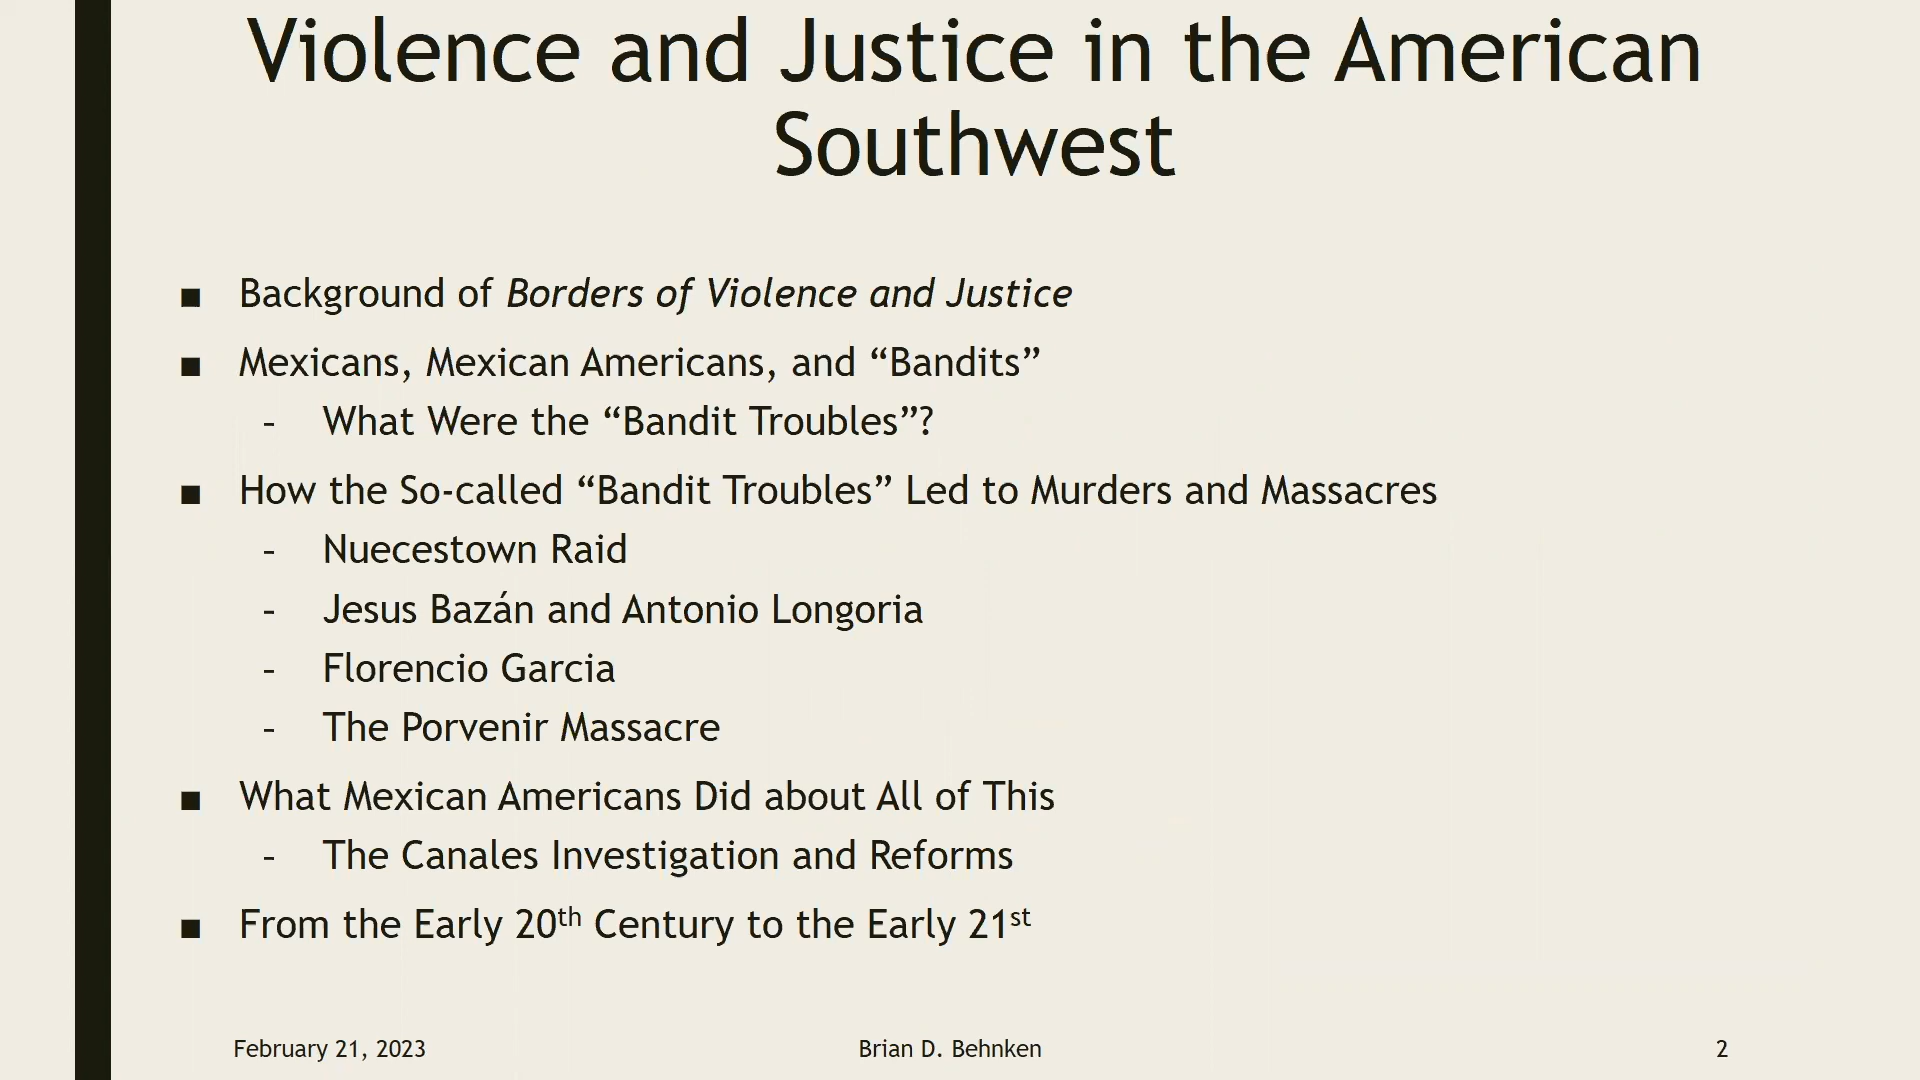 Violence and Justice in the American
Southwest
■ Background of Borders of Violence and Justice
■ Mexicans, Mexican Americans, and “Bandits”
– What Were the “Bandit Troubles”?
■ How the So-called “Bandit Troubles” Led to Murders and Massacres
– Nuecestown Raid
– Jesus Bazán and Antonio Longoria
– Florencio Garcia
– The Porvenir Massacre
■ What Mexican Americans Did about All of This
– The Canales Investigation and Reforms
■ From the Early 20th Century to the Early 21st
February 21, 2023 Brian D. Behnken 2